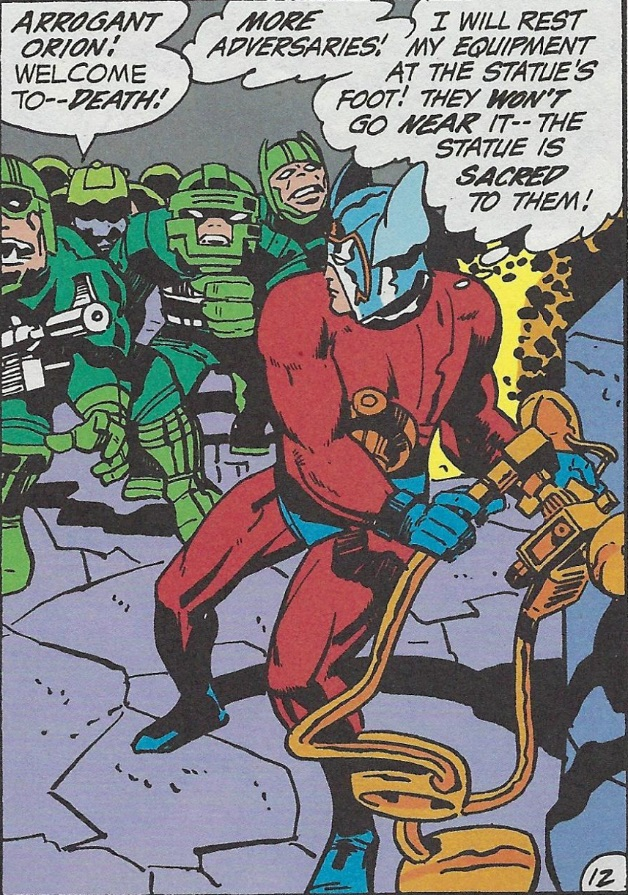 ARROGANT
ORION!
WELCOME
TO--DEATH!
MORE
ADVERSARIES!
I WILL REST
MY EQUIPMENT
AT THE STATUE'S
FOOT! THEY WON'T
GO NEAR IT--THE
STATUE IS
SACRED
TO THEM!
12